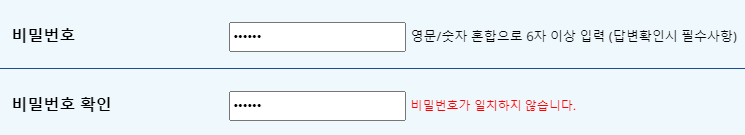 비밀번호 •••••• 영문/숫자 혼합으로 6자 이상 입력 (답변확인시 필수사항)
비밀번호 확인 •••••• 비밀번호가 일치하지 않습니다.